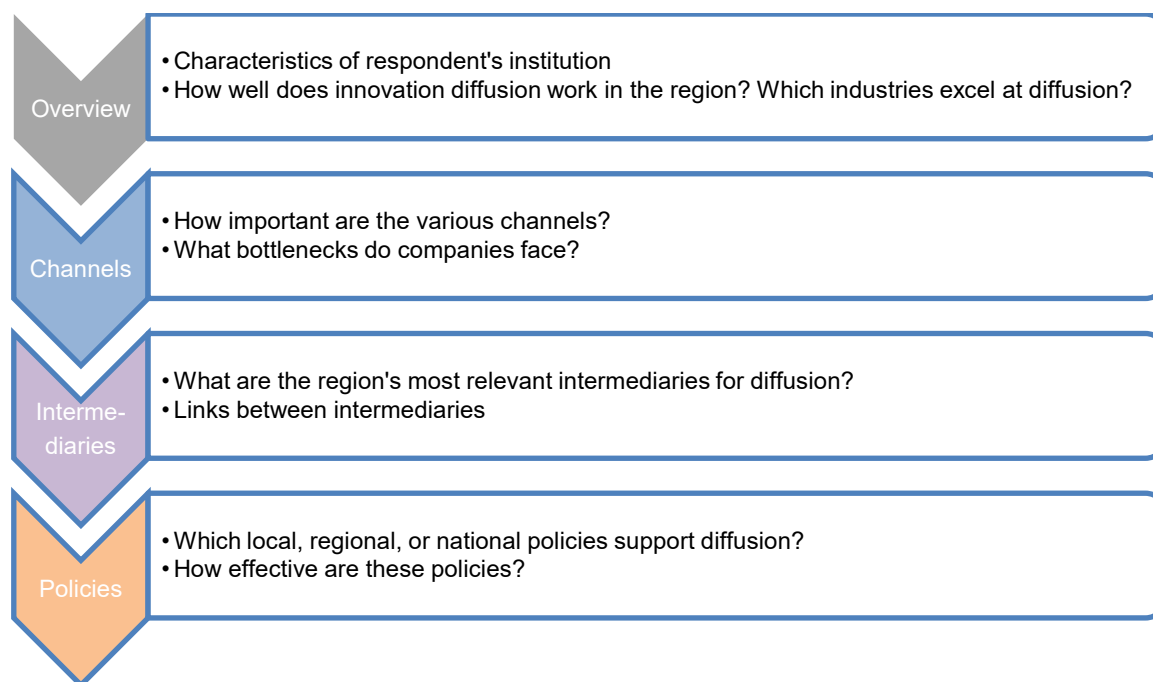 Overview
• Characteristics of respondent's institution
• How well does innovation diffusion work in the region? Which industries excel at diffusion?
Channels
• How important are the various channels?
• What bottlenecks do companies face?
Interme-
diaries
• What are the region's most relevant intermediaries for diffusion?
• Links between intermediaries
Policies
• Which local, regional, or national policies support diffusion?
• How effective are these policies?